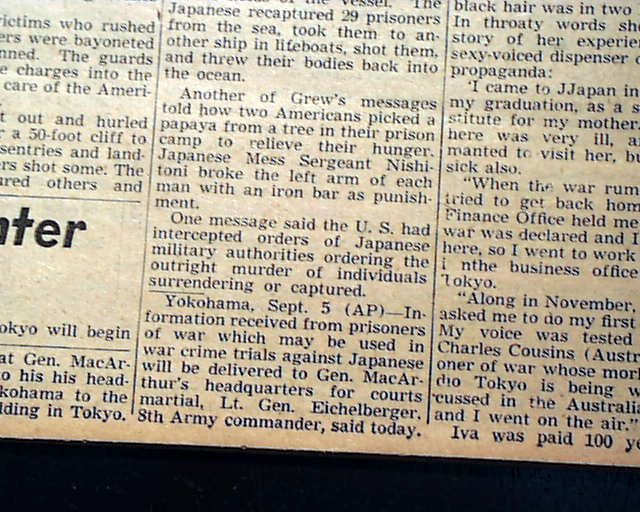 victims who rushed
ers were bayoneted
nned. The guards
e charges into the
care of the Ameri-
t out and hurled
r a 50-foot cliff to
sentries and land-
rs shot some. The
ured others and
nter
okyo will begin
at Gen. MacAr-
to his his head-
kohama to the
lding in Tokyo.
of the vessel. The
Japanese recaptured 29 prisoners
from the sea, took them to an-
other ship in lifeboats, shot them,
and threw their bodies back into
the ocean.
Another of Grew's messages
told how two Americans picked a
papaya from a tree in their prison
camp to relieve their hunger.
Japanese Mess Sergeant Nishi-
toni broke the left arm of each
man with an iron bar as punish-
ment.
One message said the U. S. had
intercepted orders of Japanese
military authorities ordering the
outright murder of individuals
surrendering or captured.
Yokohama, Sept. 5 (AP)—In-
formation received from prisoners
of war which may be used in
war crime trials against Japanese
will be delivered to Gen. MacAr-
thur's headquarters for courts
martial, Lt. Gen. Eichelberger,
8th Army commander, said today.
black hair was in two
In throaty words sh
story of her experie
sexy-voiced dispenser o
propaganda:
"I came to JJapan in
my graduation, as a s
stitute for my mother
here was very ill, a
manted to visit her, bu
sick also.
"When the war rum
tried to get back hom
Finance Office held me
war was declared and I
here, so I went to work
i nthe business office
Tokyo.
"Along in November,
asked me to do my first
My voice was tested
Charles Cousins (Austr
oner of war whose mor
dio Tokyo is being w
cussed in the Australia
and I went on the air."
Iva was paid 100 ye